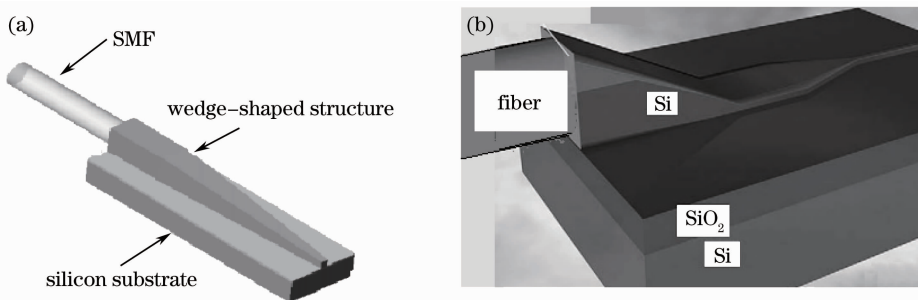 (a)
SMF
wedge-shaped structure
silicon substrate
(b)
fiber
Si
SiO₂
Si